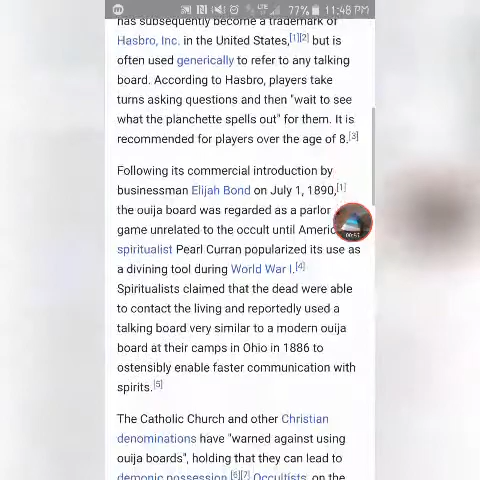 77% 11:48 PM
has subsequently become a trademark of
Hasbro, Inc. in the United States,[1][2] but is
often used generically to refer to any talking
board. According to Hasbro, players take
turns asking questions and then "wait to see
what the planchette spells out" for them. It is
recommended for players over the age of 8.[3]
Following its commercial introduction by
businessman Elijah Bond on July 1, 1890,[1]
the ouija board was regarded as a parlor
game unrelated to the occult until Americ
spiritualist Pearl Curran popularized its use as
a divining tool during World War I.[4]
Spiritualists claimed that the dead were able
to contact the living and reportedly used a
talking board very similar to a modern ouija
board at their camps in Ohio in 1886 to
ostensibly enable faster communication with
spirits.[5]
The Catholic Church and other Christian
denominations have "warned against using
ouija boards", holding that they can lead to
demonic possession.[6][7] Occultists, on the